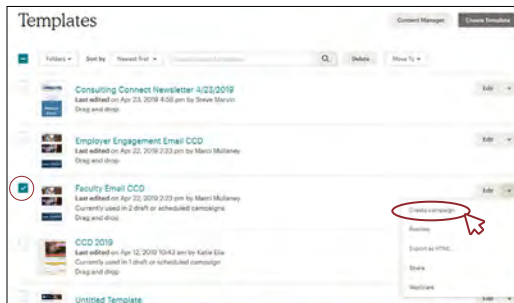 Templates
Content Manager
Create Template
Folders
Sort by
Newest first
Delete
Move To
Consulting Connect Newsletter 4/23/2019
Last edited on Apr 23, 2019 4:58 pm by Steve Marvin
Drag and drop
Edit
Employer Engagement Email CCD
Last edited on Apr 22, 2019 2:23 pm by Marci Mullaney
Drag and drop
Edit
Faculty Email CCD
Last edited on Apr 22, 2019 2:23 pm by Marci Mullaney
Currently used in 2 draft or scheduled campaigns
Drag and drop
Edit
Create campaign
Preview
Export as HTML
Share
Replicate
CCD 2019
Last edited on Apr 12, 2019 10:43 am by Katie Elia
Currently used in 1 draft or scheduled campaign
Drag and drop
Untitled Template
Edit